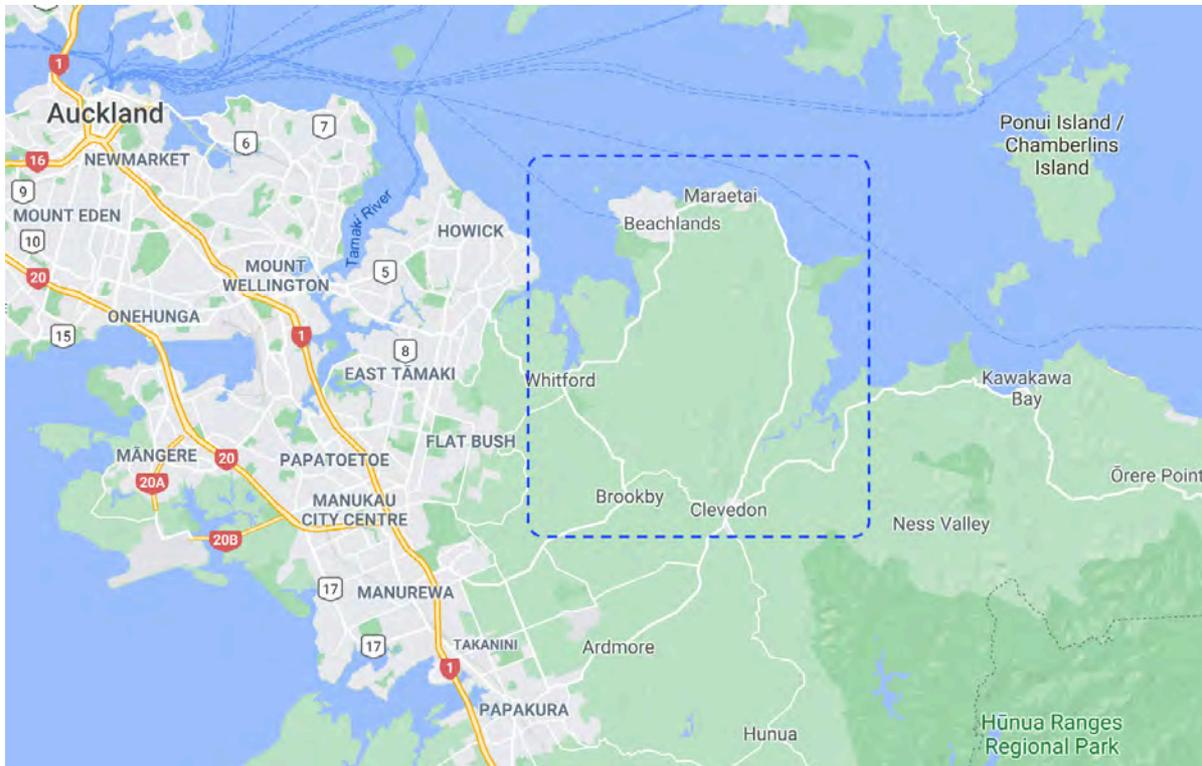 1
Auckland
16
NEWMARKET
6
7
9
MOUNT EDEN
10
20
Tamaki River
HOWICK
MOUNT
WELLINGTON
5
ONEHUNGA
15
1
8
EAST TĀMAKI
Ponui Island /
Chamberlins
Island
Maraetai
Beachlands
Whitford
Kawakawa
Bay
FLAT BUSH
MĀNGERE
20
PAPATOETOE
20A
MANUKAU
CITY CENTRE
20B
Brookby
Clevedon
Ōrere Point
Ness Valley
17
MANUREWA
17
TAKANINI
Ardmore
1
PAPAKURA
Hunua
Hūnua Ranges
Regional Park